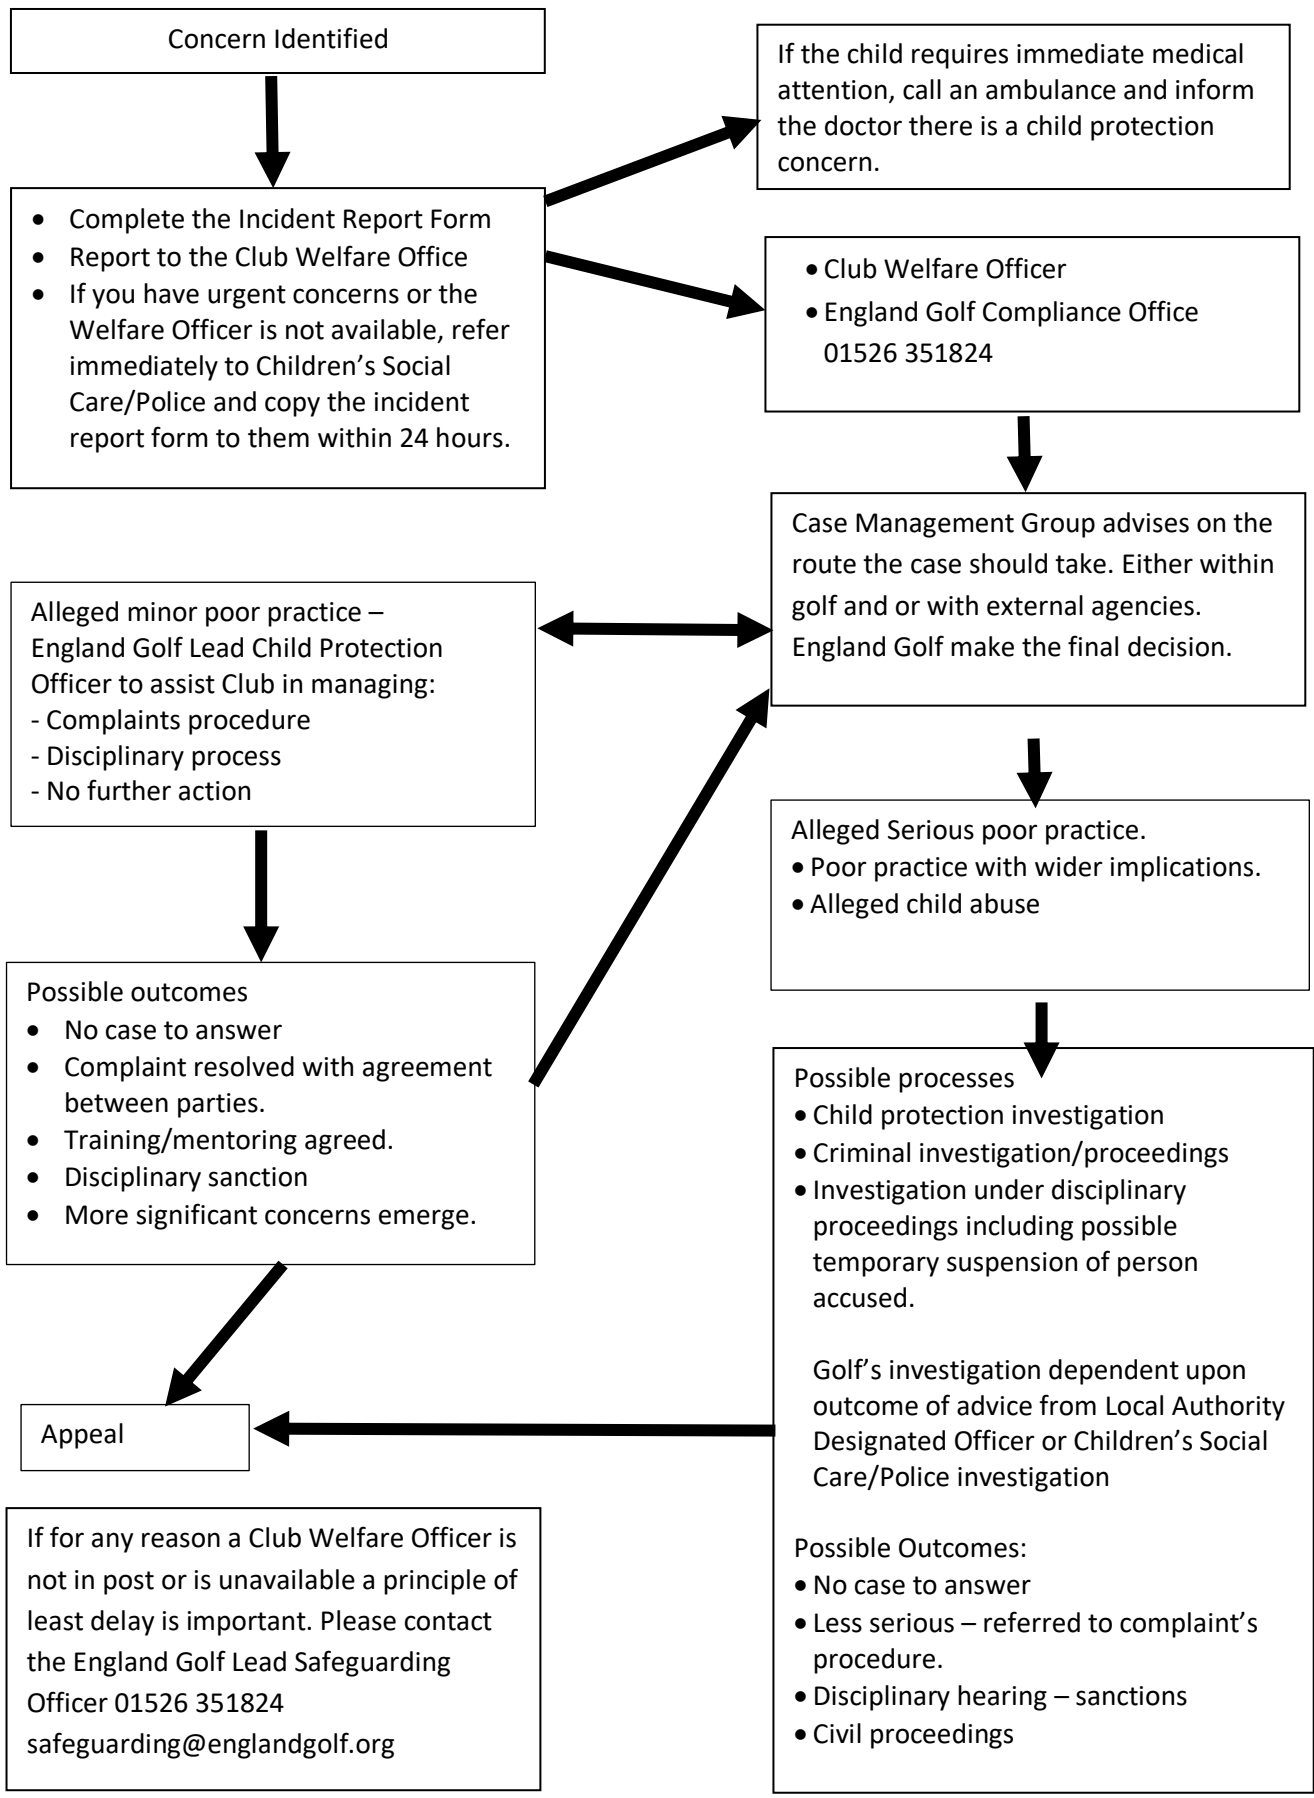 Concern Identified
If the child requires immediate medical
attention, call an ambulance and inform
the doctor there is a child protection
concern.
• Complete the Incident Report Form
• Report to the Club Welfare Office
• If you have urgent concerns or the
Welfare Officer is not available, refer
immediately to Children’s Social
Care/Police and copy the incident
report form to them within 24 hours.
• Club Welfare Officer
• England Golf Compliance Office
01526 351824
Case Management Group advises on the
route the case should take. Either within
golf and or with external agencies.
England Golf make the final decision.
Alleged minor poor practice –
England Golf Lead Child Protection
Officer to assist Club in managing:
- Complaints procedure
- Disciplinary process
- No further action
Alleged Serious poor practice.
• Poor practice with wider implications.
• Alleged child abuse
Possible outcomes
• No case to answer
• Complaint resolved with agreement
between parties.
• Training/mentoring agreed.
• Disciplinary sanction
• More significant concerns emerge.
Possible processes
• Child protection investigation
• Criminal investigation/proceedings
• Investigation under disciplinary
proceedings including possible
temporary suspension of person
accused.
Golf’s investigation dependent upon
outcome of advice from Local Authority
Designated Officer or Children’s Social
Care/Police investigation
Possible Outcomes:
• No case to answer
• Less serious – referred to complaint’s
procedure.
• Disciplinary hearing – sanctions
• Civil proceedings
Appeal
If for any reason a Club Welfare Officer is
not in post or is unavailable a principle of
least delay is important. Please contact
the England Golf Lead Safeguarding
Officer 01526 351824
safeguarding@englandgolf.org